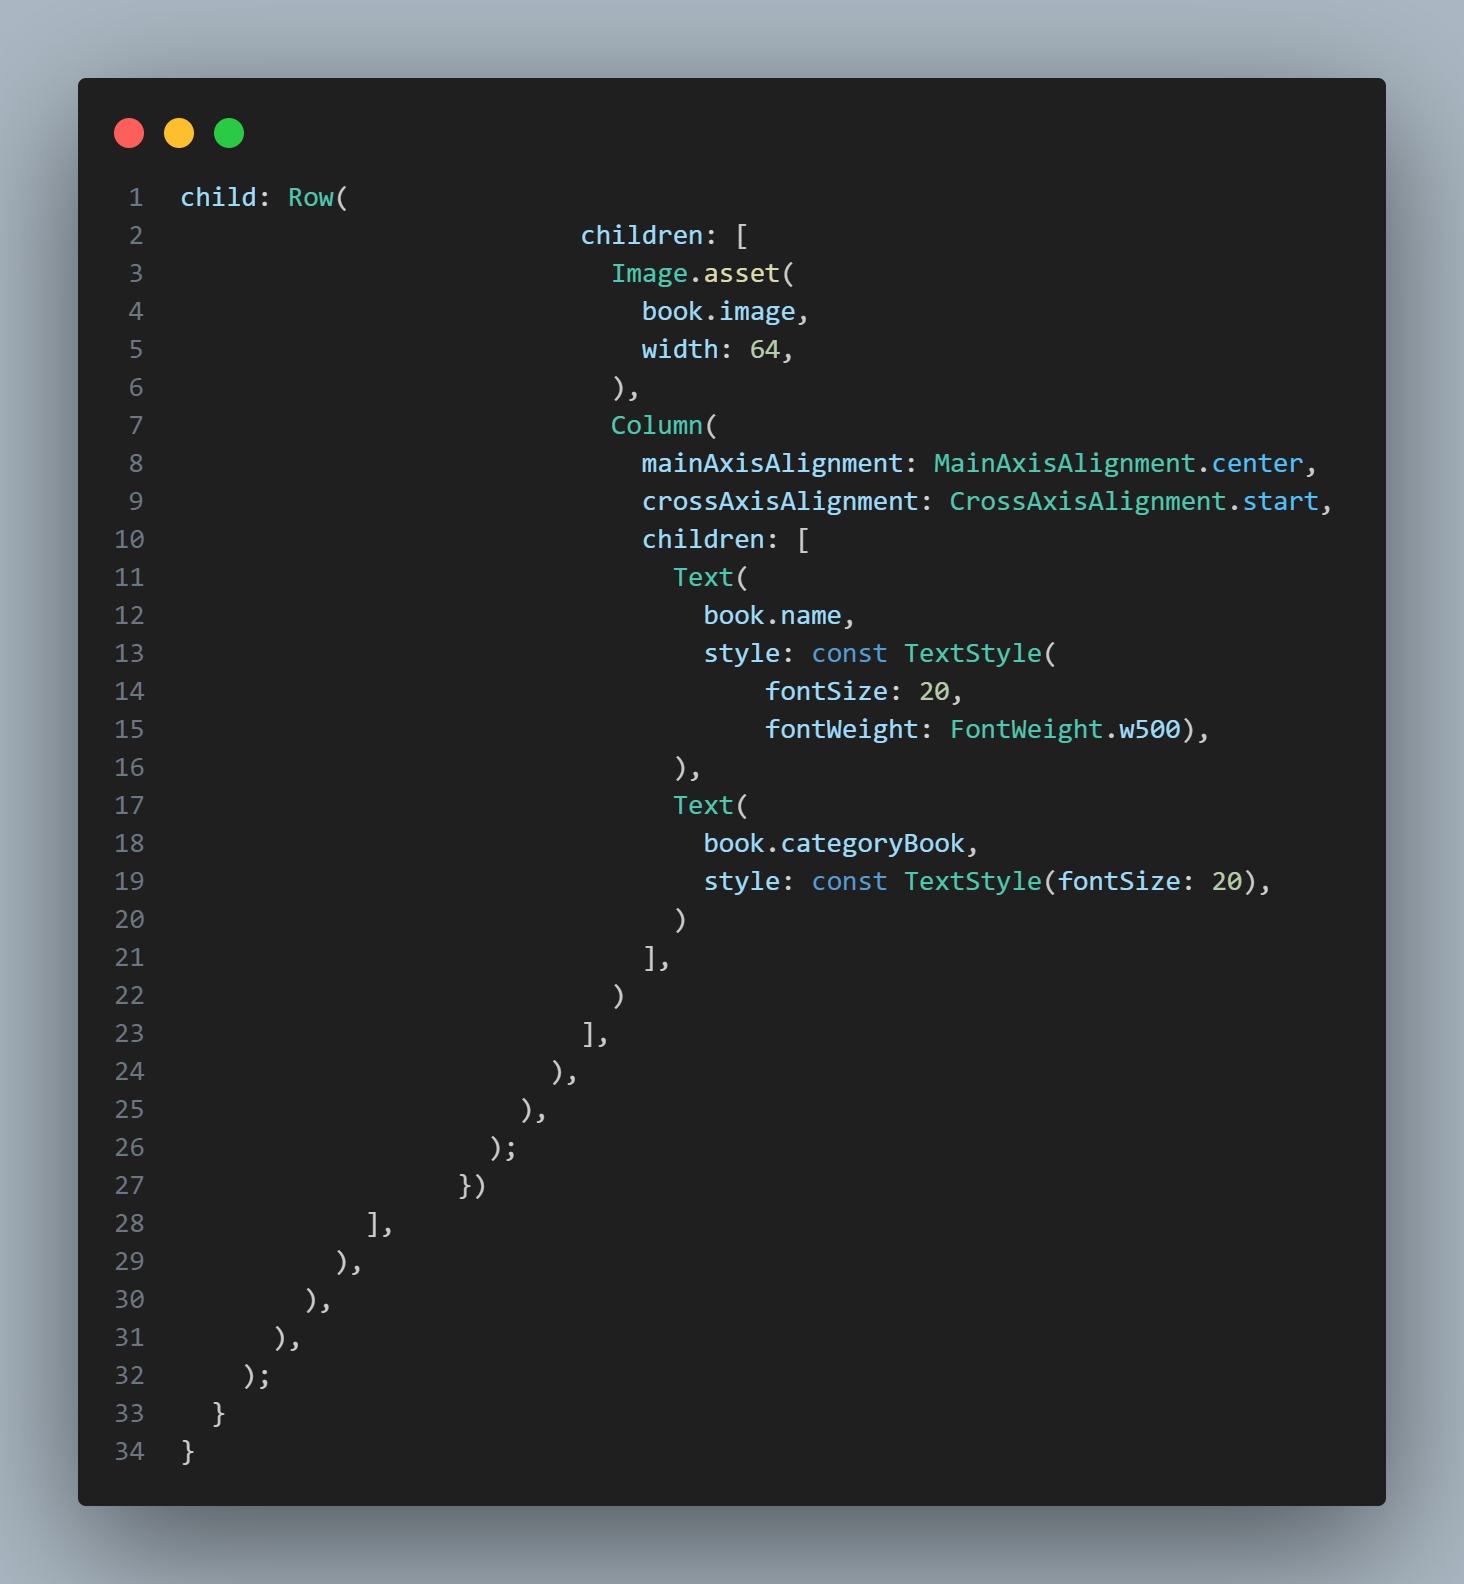 1 child: Row(
2 children: [
3 Image.asset(
4 book.image,
5 width: 64,
6 ),
7 Column(
8 mainAxisAlignment: MainAxisAlignment.center,
9 crossAxisAlignment: CrossAxisAlignment.start,
10 children: [
11 Text(
12 book.name,
13 style: const TextStyle(
14 fontSize: 20,
15 fontWeight: FontWeight.w500),
16 ),
17 Text(
18 book.categoryBook,
19 style: const TextStyle(fontSize: 20),
20 )
21 ],
22 )
23 ],
24 ),
25 ),
26 );
27 })
28 ],
29 ),
30 ),
31 ),
32 );
33 }
34 }